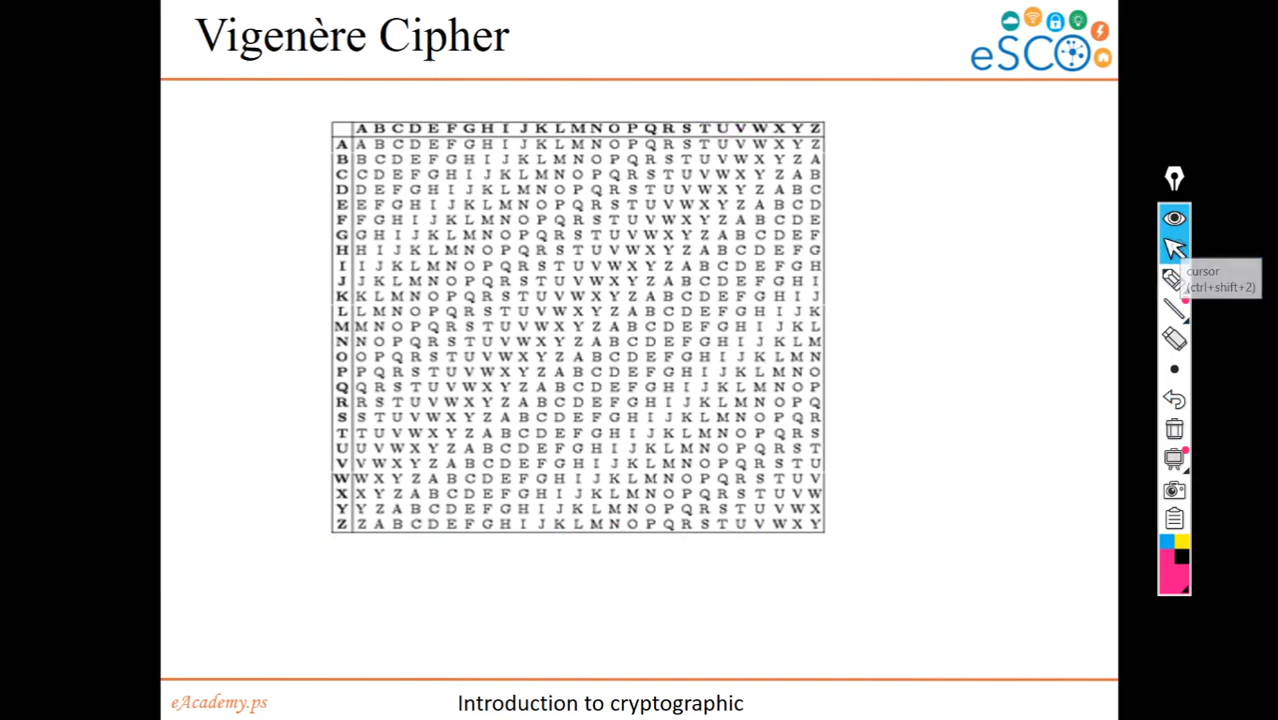 Vigenère Cipher
eSCO
A B C D E F G H I J K L M N O P Q R S T U V W X Y Z
A A B C D E F G H I J K L M N O P Q R S T U V W X Y Z
B B C D E F G H I J K L M N O P Q R S T U V W X Y Z A
C C D E F G H I J K L M N O P Q R S T U V W X Y Z A B
D D E F G H I J K L M N O P Q R S T U V W X Y Z A B C
E E F G H I J K L M N O P Q R S T U V W X Y Z A B C D
F F G H I J K L M N O P Q R S T U V W X Y Z A B C D E
G G H I J K L M N O P Q R S T U V W X Y Z A B C D E F
H H I J K L M N O P Q R S T U V W X Y Z A B C D E F G
I I J K L M N O P Q R S T U V W X Y Z A B C D E F G H
J J K L M N O P Q R S T U V W X Y Z A B C D E F G H I
K K L M N O P Q R S T U V W X Y Z A B C D E F G H I J
L L M N O P Q R S T U V W X Y Z A B C D E F G H I J K
M M N O P Q R S T U V W X Y Z A B C D E F G H I J K L
N N O P Q R S T U V W X Y Z A B C D E F G H I J K L M
O O P Q R S T U V W X Y Z A B C D E F G H I J K L M N
P P Q R S T U V W X Y Z A B C D E F G H I J K L M N O
Q Q R S T U V W X Y Z A B C D E F G H I J K L M N O P
R R S T U V W X Y Z A B C D E F G H I J K L M N O P Q
S S T U V W X Y Z A B C D E F G H I J K L M N O P Q R
T T U V W X Y Z A B C D E F G H I J K L M N O P Q R S
U U V W X Y Z A B C D E F G H I J K L M N O P Q R S T
V V W X Y Z A B C D E F G H I J K L M N O P Q R S T U
W W X Y Z A B C D E F G H I J K L M N O P Q R S T U V
X X Y Z A B C D E F G H I J K L M N O P Q R S T U V W
Y Y Z A B C D E F G H I J K L M N O P Q R S T U V W X
Z Z A B C D E F G H I J K L M N O P Q R S T U V W X Y
cursor
(ctrl+shift+2)
eAcademy.ps
Introduction to cryptographic